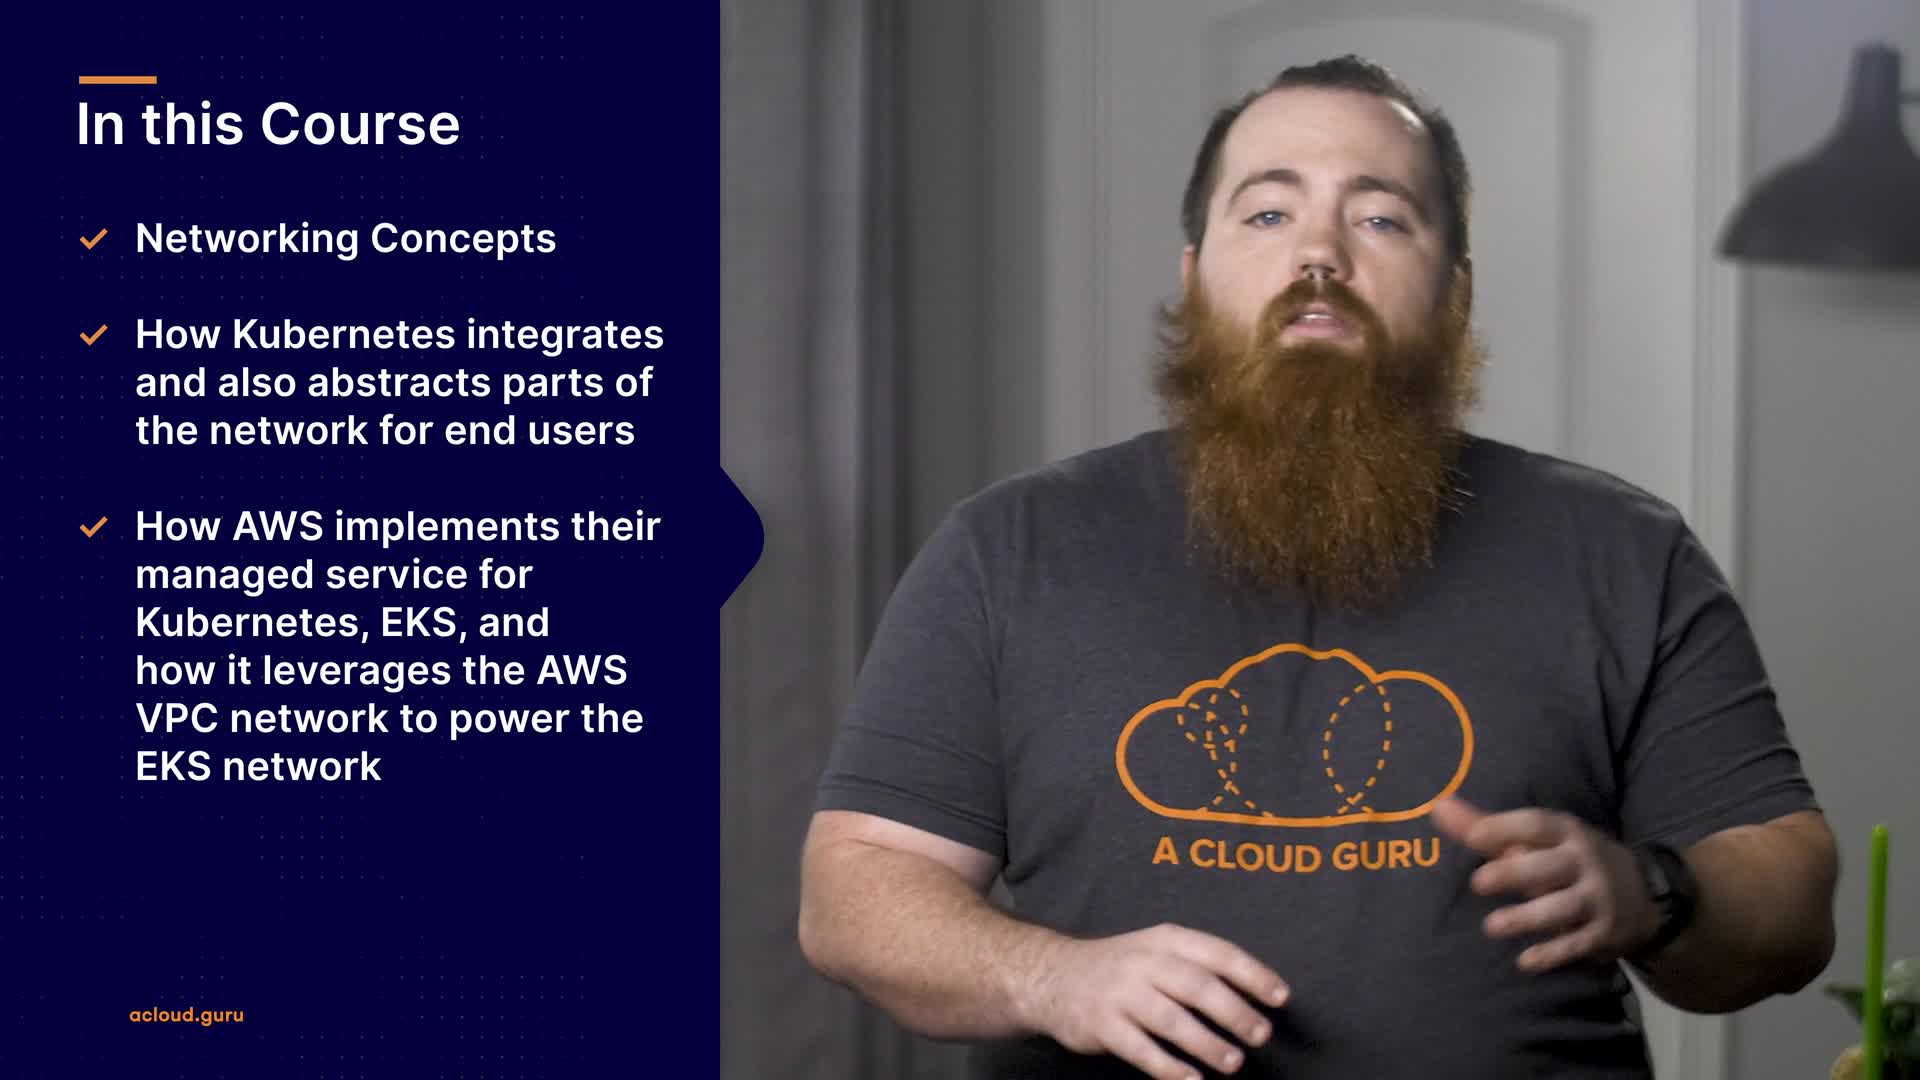 In this Course
Networking Concepts
How Kubernetes integrates
and also abstracts parts of
the network for end users
How AWS implements their
managed service for
Kubernetes, EKS, and
how it leverages the AWS
VPC network to power the
EKS network
acloud.guru
A CLOUD GURU